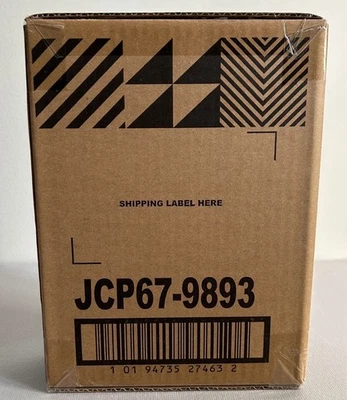 SHIPPING LABEL HERE
JCP67-9893
1 01 94735 27463 2